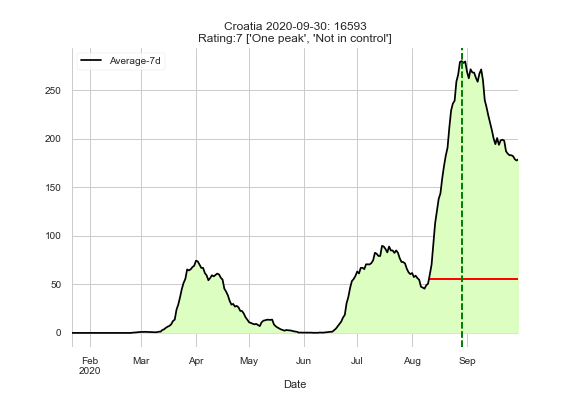 Croatia 2020-09-30: 16593
Rating:7 ['One peak', 'Not in control']
Average-7d
250
200
150
100
50
0
Feb Mar Apr May Jun Jul Aug Sep
2020
Date